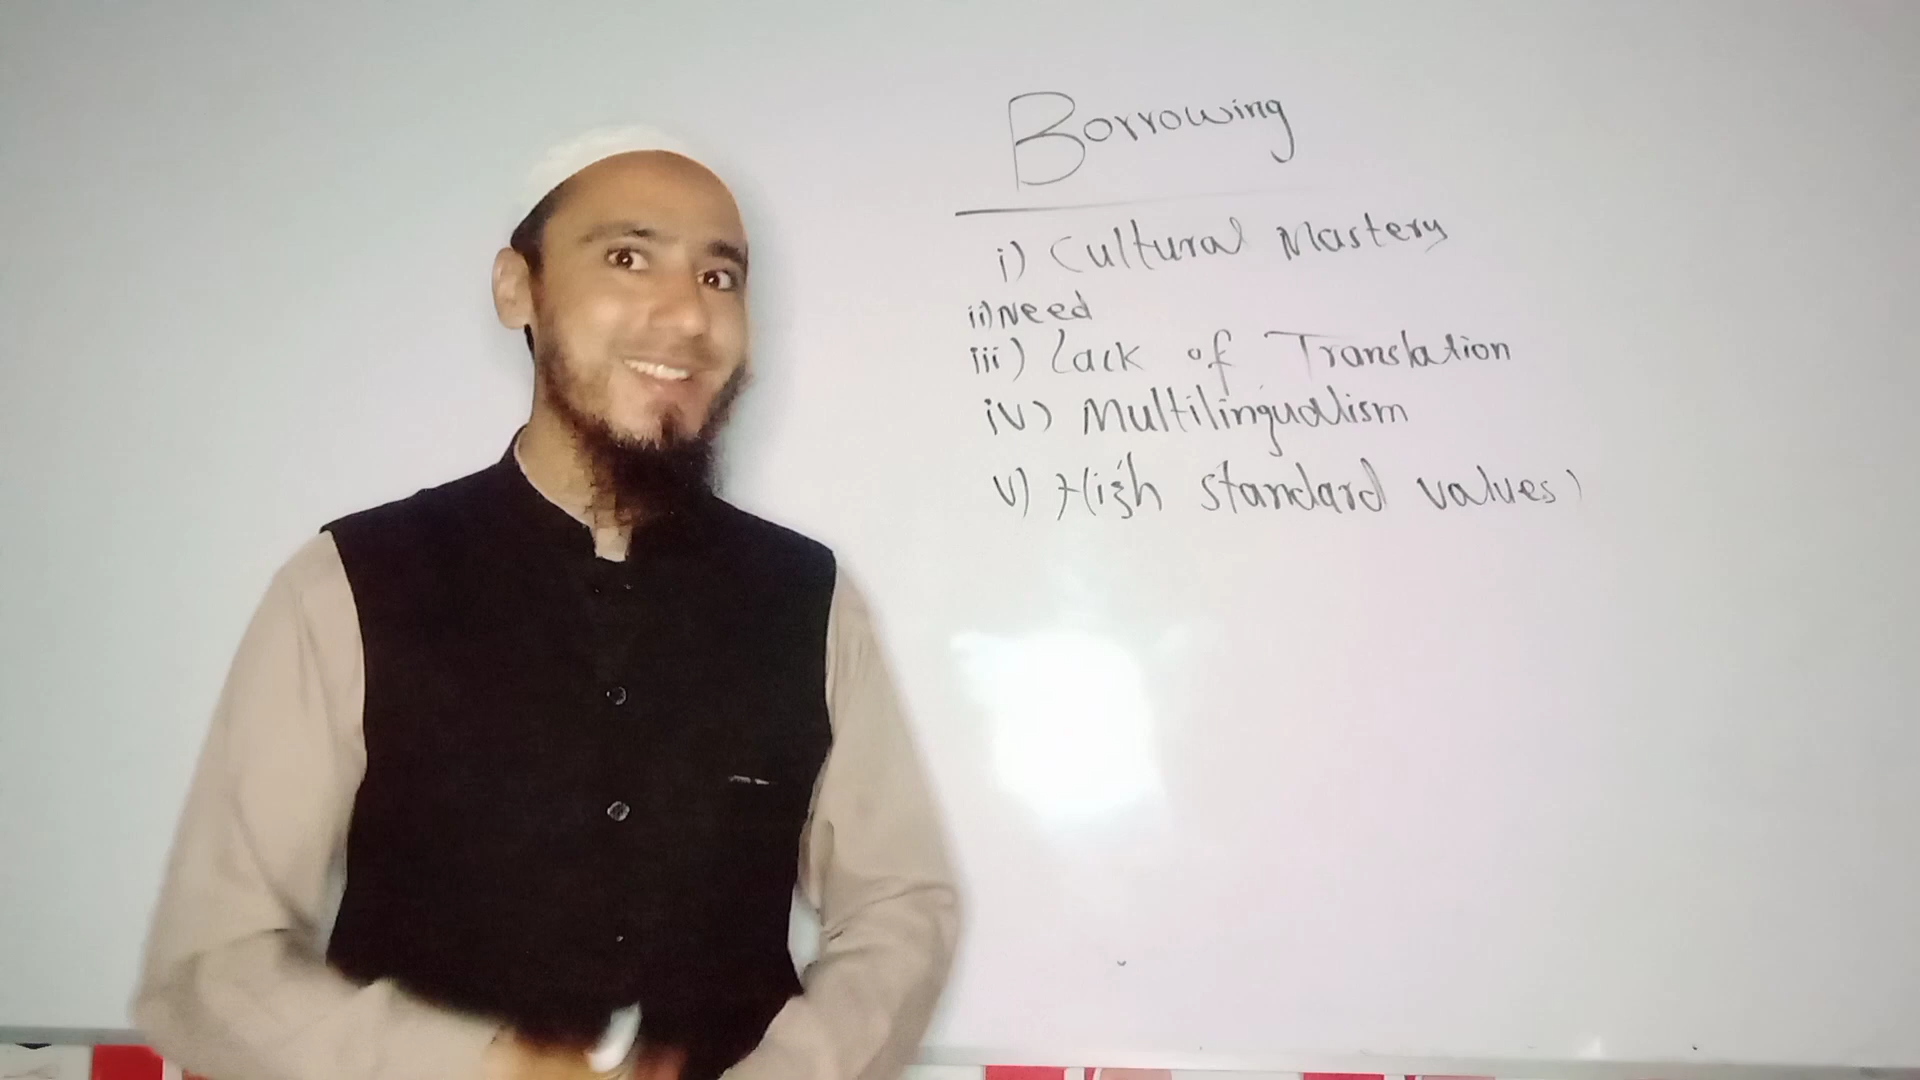 Borrowing
i) Cultural Mastery
ii) Need
iii) Lack of Translation
iv) Multilingualism
v) High standard values)